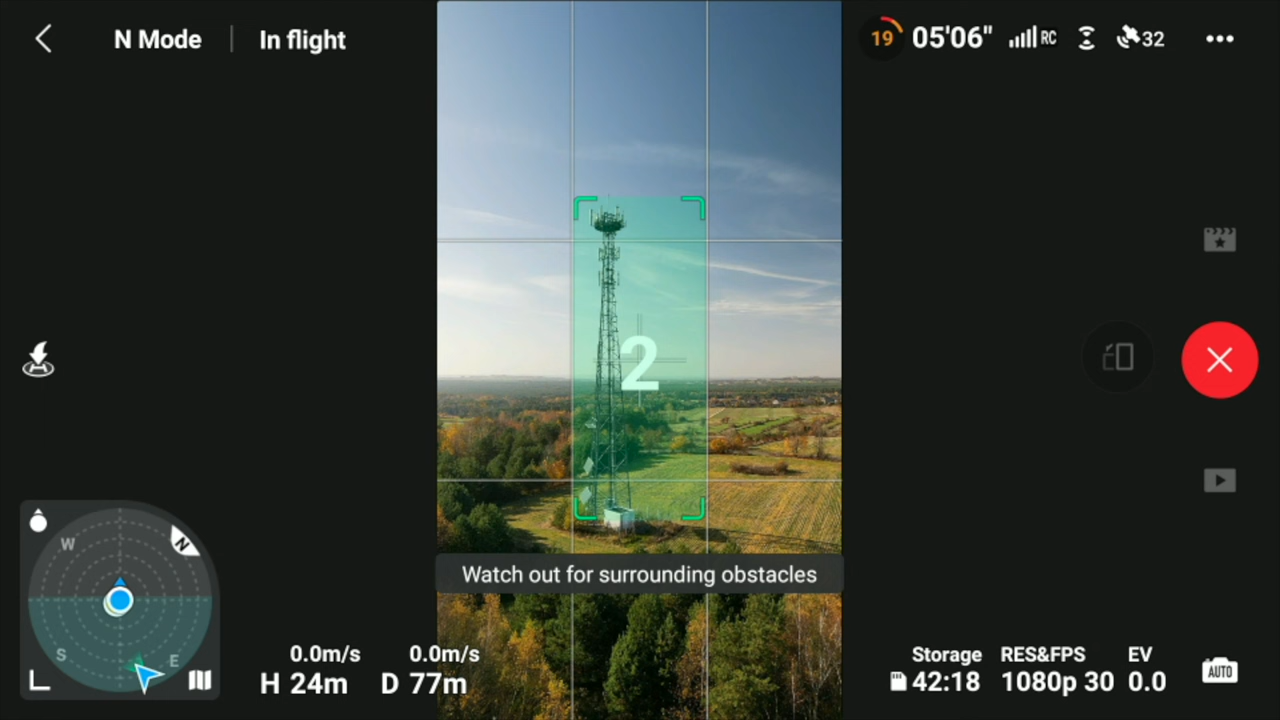 N Mode | In flight
19 05'06" RC 32
2
Watch out for surrounding obstacles
W N
S E
0.0m/s 0.0m/s
H 24m D 77m
Storage RES&FPS EV
42:18 1080p 30 0.0
AUTO